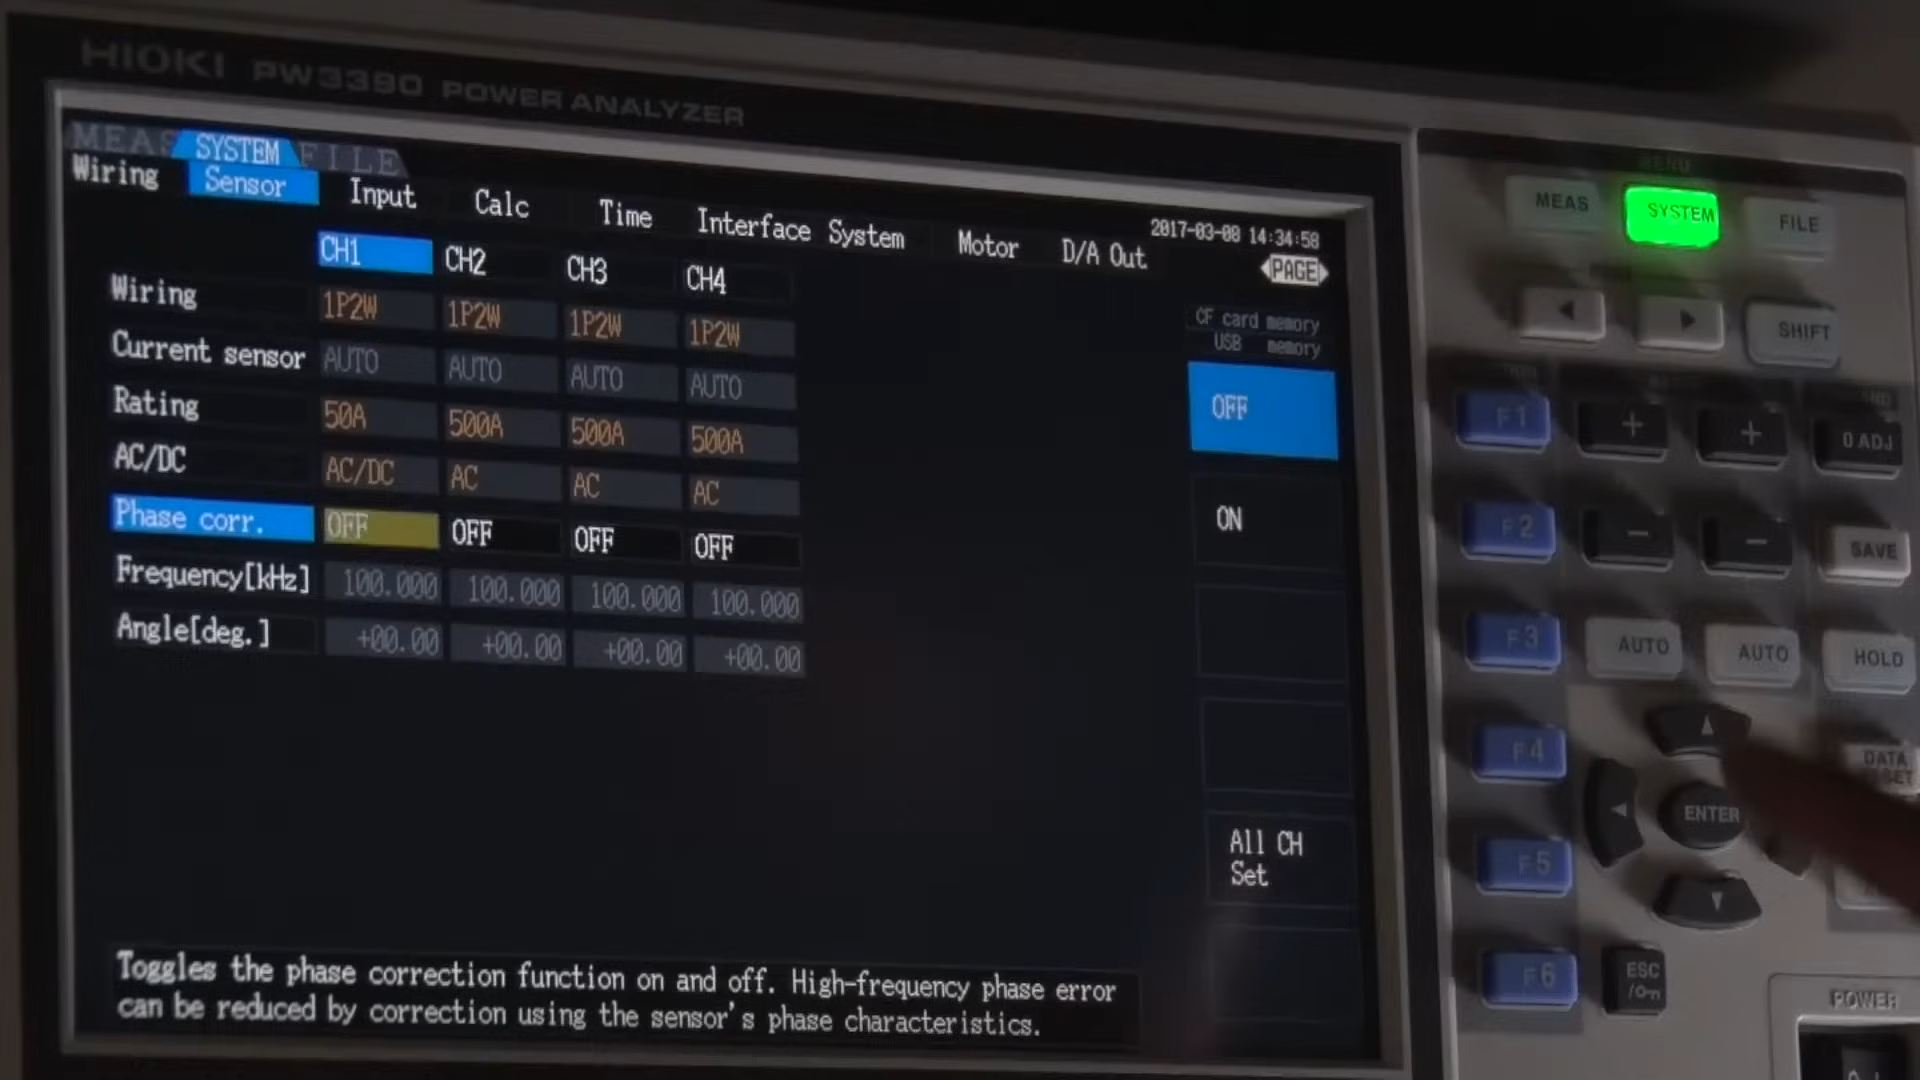 HIOKI PW3390 POWER ANALYZER
MEAS SYSTEM FILE
Wiring Sensor Input Calc Time Interface System Motor D/A Out
2017-03-08 14:34:58
PAGE
CH1 CH2 CH3 CH4
Wiring 1P2W 1P2W 1P2W 1P2W
Current sensor AUTO AUTO AUTO AUTO
Rating 50A 500A 500A 500A
AC/DC AC/DC AC AC AC
Phase corr. OFF OFF OFF OFF
Frequency[kHz] 100.000 100.000 100.000 100.000
Angle[deg.] +00.00 +00.00 +00.00 +00.00
CF card memory
USB memory
OFF
ON
All CH
Set
Toggles the phase correction function on and off. High-frequency phase error
can be reduced by correction using the sensor's phase characteristics.
MENU
MEAS SYSTEM FILE
SHIFT
F1 + + 0 ADJ
F2 - - SAVE
F3 AUTO AUTO HOLD
F4
DATA
F5 ENTER
F6 ESC
POWER